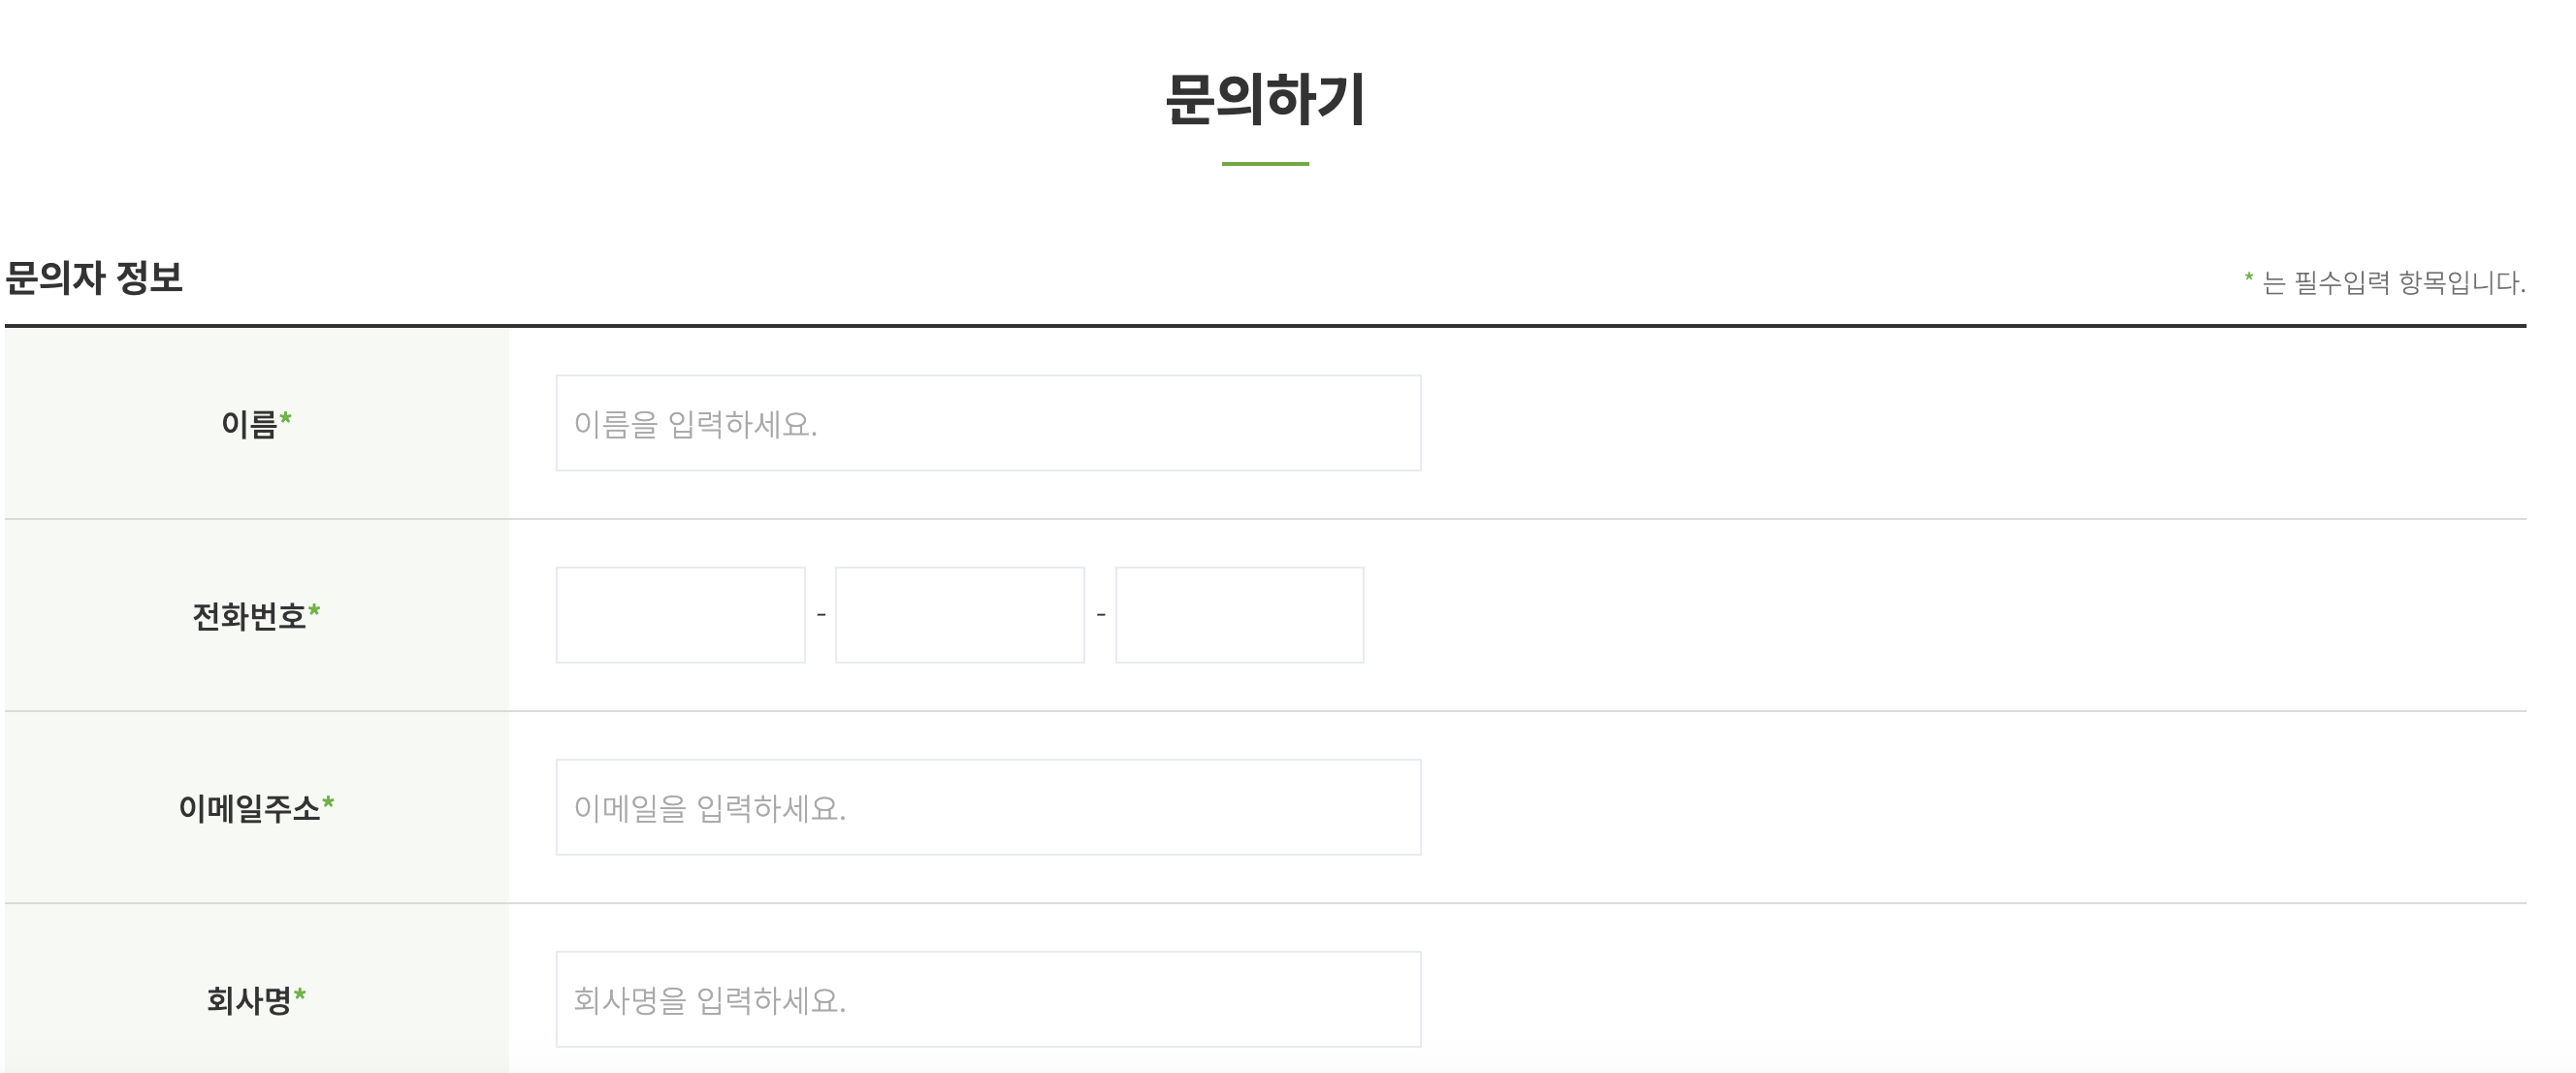 문의하기
문의자 정보
* 는 필수입력 항목입니다.
이름*
이름을 입력하세요.
전화번호*
- -
이메일주소*
이메일을 입력하세요.
회사명*
회사명을 입력하세요.